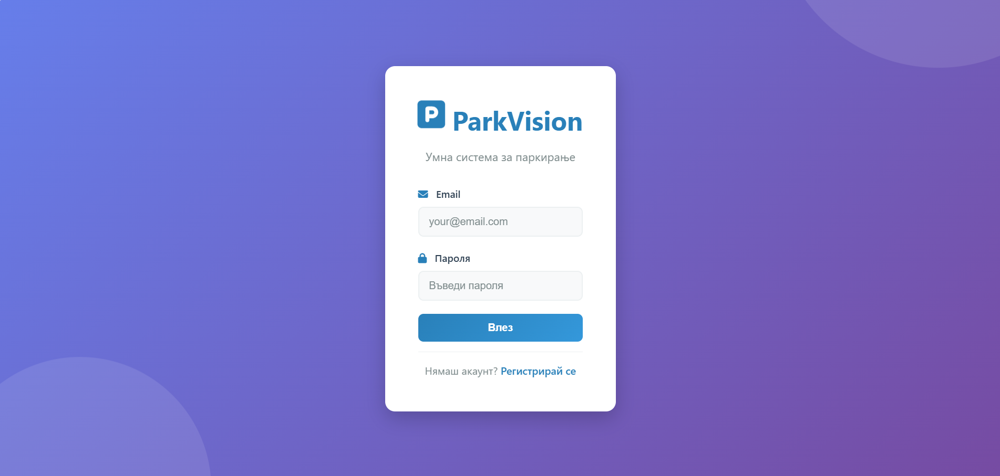 P ParkVision
Умна система за паркирање
Email
your@email.com
Пароля
Въведи пароля
Влез
Нямаш акаунт? Регистрирай се